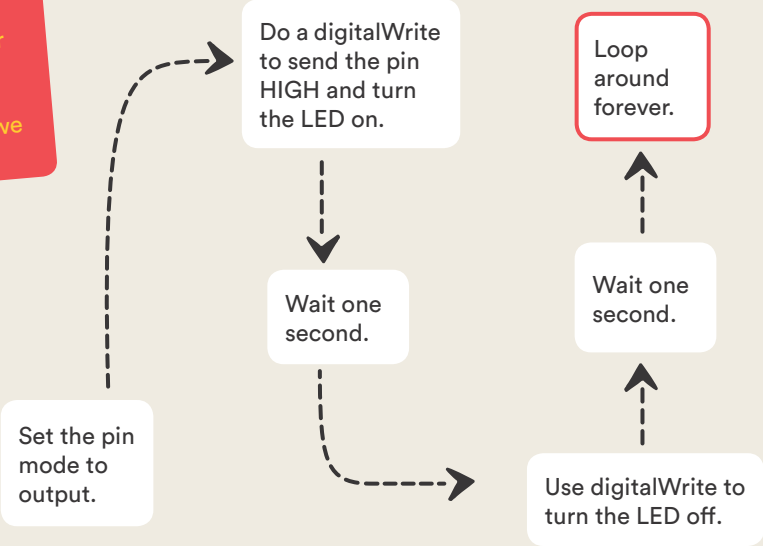 we
Set the pin
mode to
output.
Do a digitalWrite
to send the pin
HIGH and turn
the LED on.
Wait one
second.
Use digitalWrite to
turn the LED off.
Wait one
second.
Loop
around
forever.